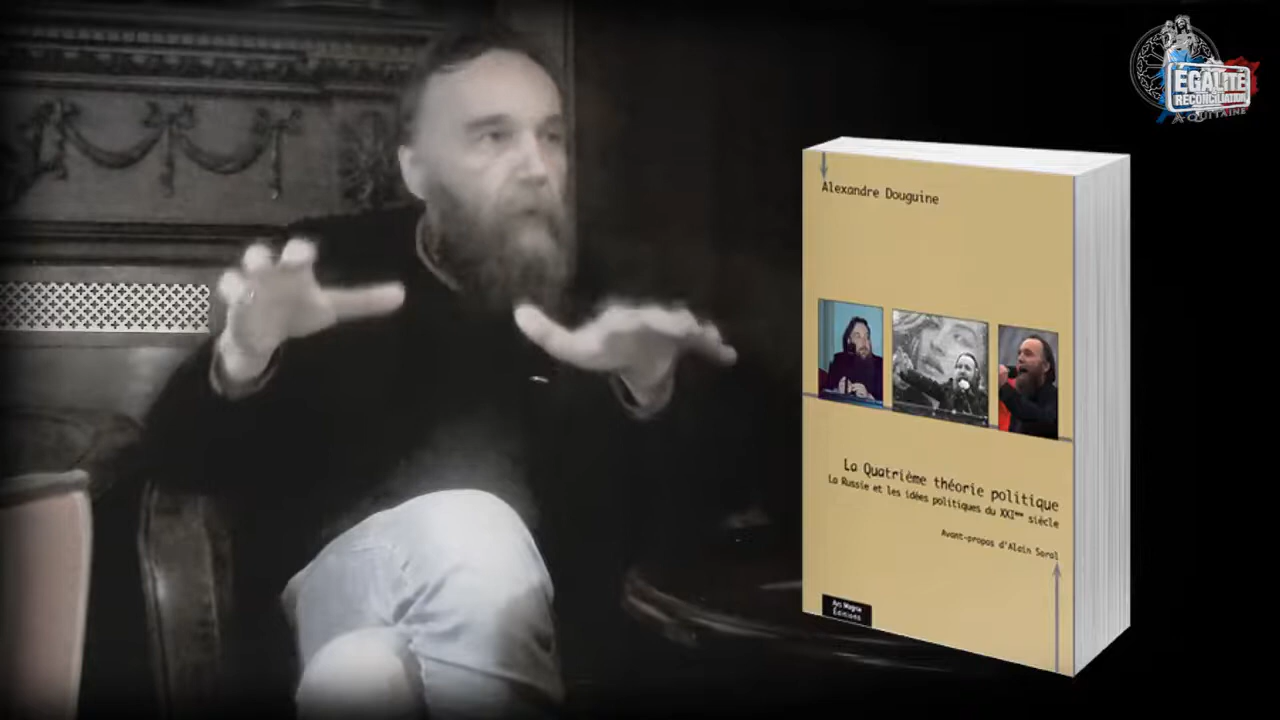 EGALITÉ
RÉCONCILIATION
AQUITAINE
Alexandre Douguine
La Quatrième théorie politique
La Russie et les idées politiques du XXIème siècle
Avant-propos d'Alain Soral
Ars Magna
Éditions